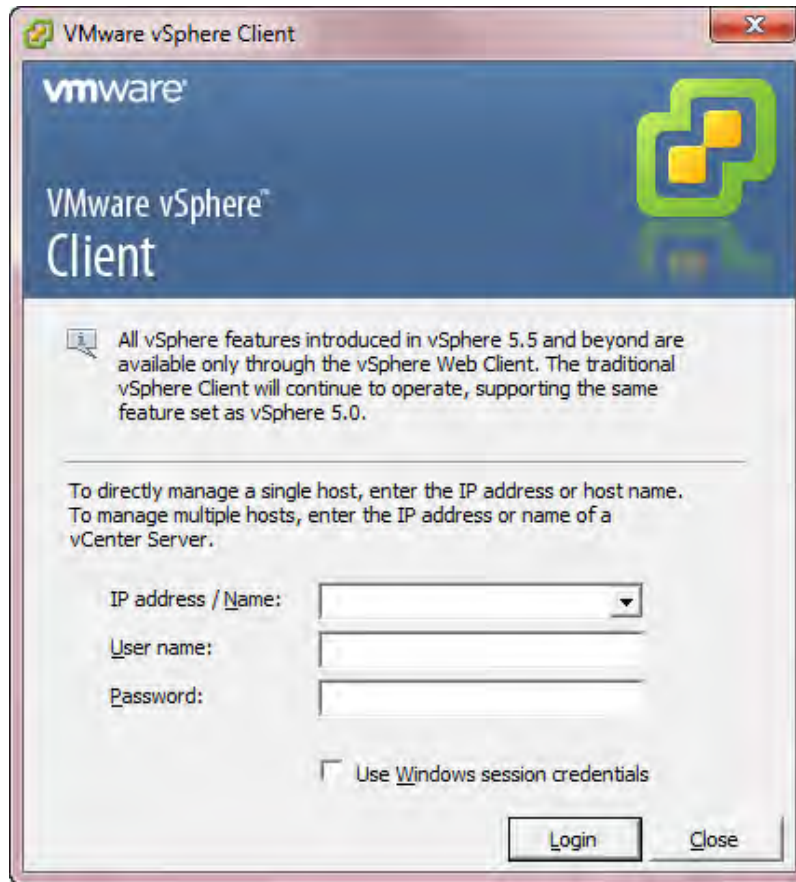 VMware vSphere Client
vmware
VMware vSphere™
Client
All vSphere features introduced in vSphere 5.5 and beyond are
available only through the vSphere Web Client. The traditional
vSphere Client will continue to operate, supporting the same
feature set as vSphere 5.0.
To directly manage a single host, enter the IP address or host name.
To manage multiple hosts, enter the IP address or name of a
vCenter Server.
IP address / Name:
User name:
Password:
Use Windows session credentials
Login Close